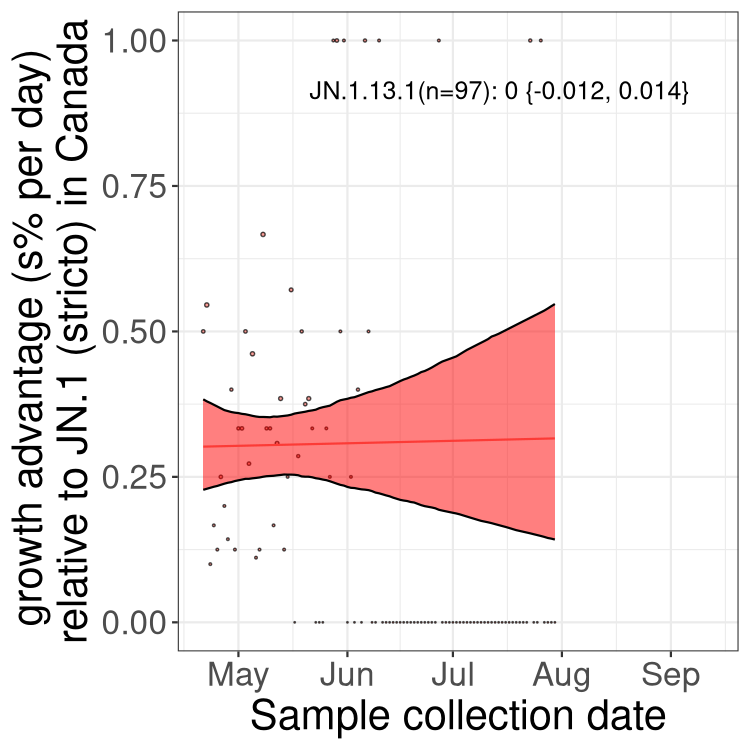 growth advantage (s% per day)
relative to JN.1 (stricto) in Canada
1.00
0.75
0.50
0.25
0.00
JN.1.13.1(n=97): 0 {-0.012, 0.014}
May Jun Jul Aug Sep
Sample collection date